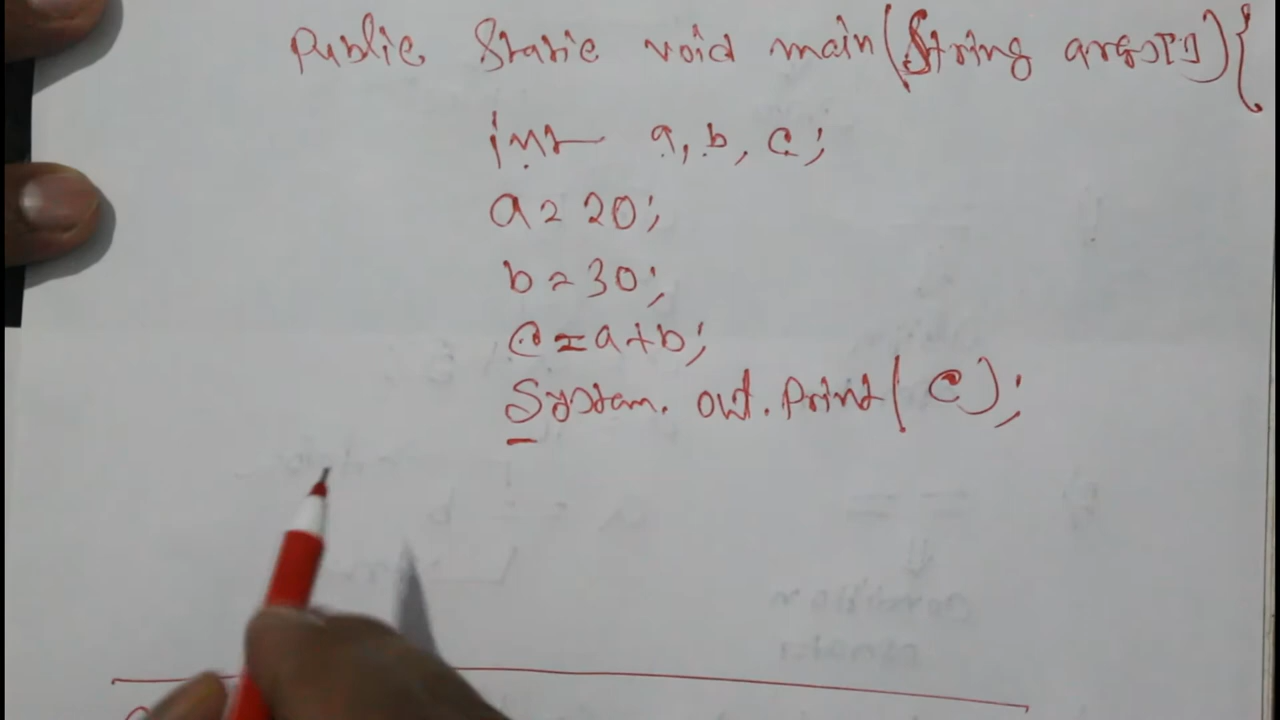 Public Static void main(String args[]){
int a, b, c;
a = 20;
b = 30;
c = a+b;
System. out. Print( c);